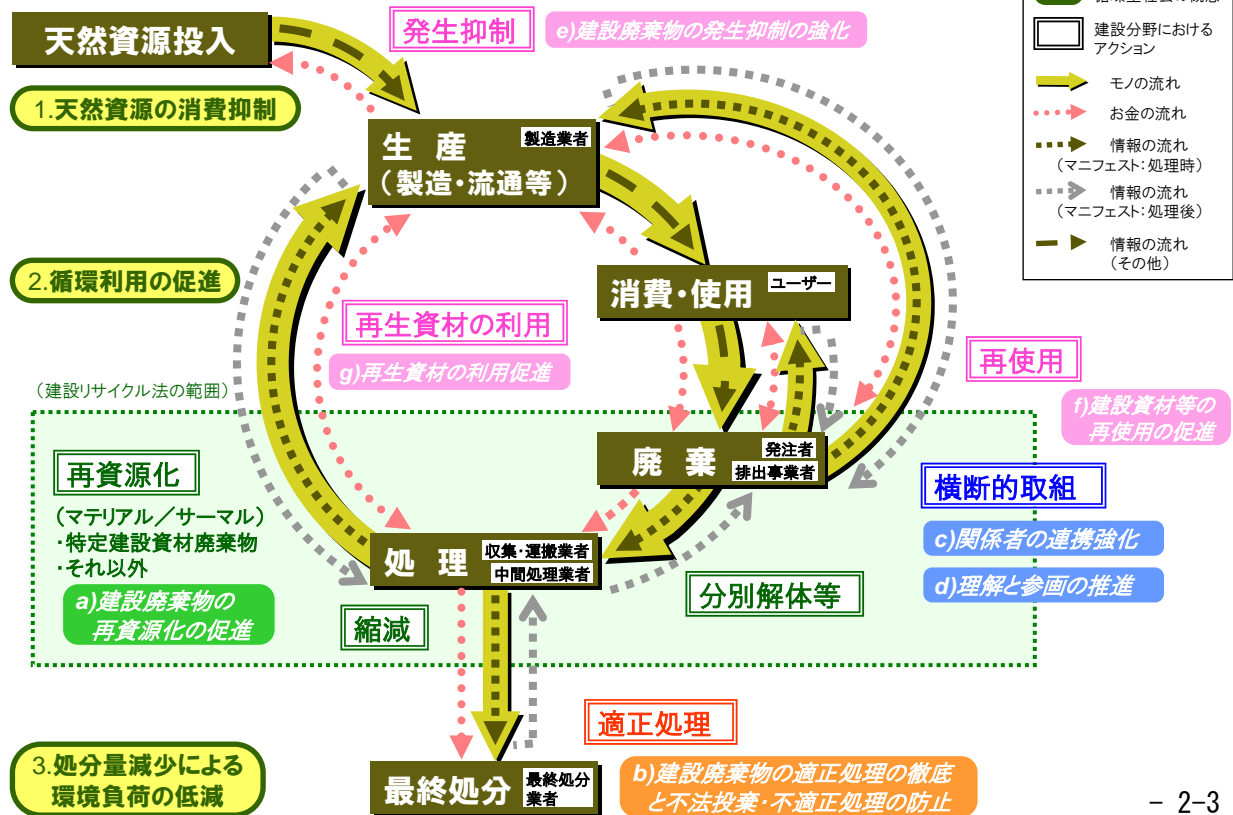 天然資源投入
発生抑制
e)建設廃棄物の発生抑制の強化
建設分野における
アクション
モノの流れ
お金の流れ
情報の流れ
（マニフェスト：処理時）
情報の流れ
（マニフェスト：処理後）
情報の流れ
（その他）
1.天然資源の消費抑制
生 産
（製造・流通等）
製造業者
2.循環利用の促進
消費・使用
ユーザー
再生資材の利用
g)再生資材の利用促進
再使用
f)建設資材等の
再使用の促進
（建設リサイクル法の範囲）
廃 棄
発注者
排出事業者
再資源化
（マテリアル／サーマル）
・特定建設資材廃棄物
・それ以外
a)建設廃棄物の
再資源化の促進
横断的取組
c)関係者の連携強化
d)理解と参画の推進
処 理
収集・運搬業者
中間処理業者
分別解体等
縮減
適正処理
3.処分量減少による
環境負荷の低減
最終処分
最終処分
業者
b)建設廃棄物の適正処理の徹底
と不法投棄・不適正処理の防止
- 2-3